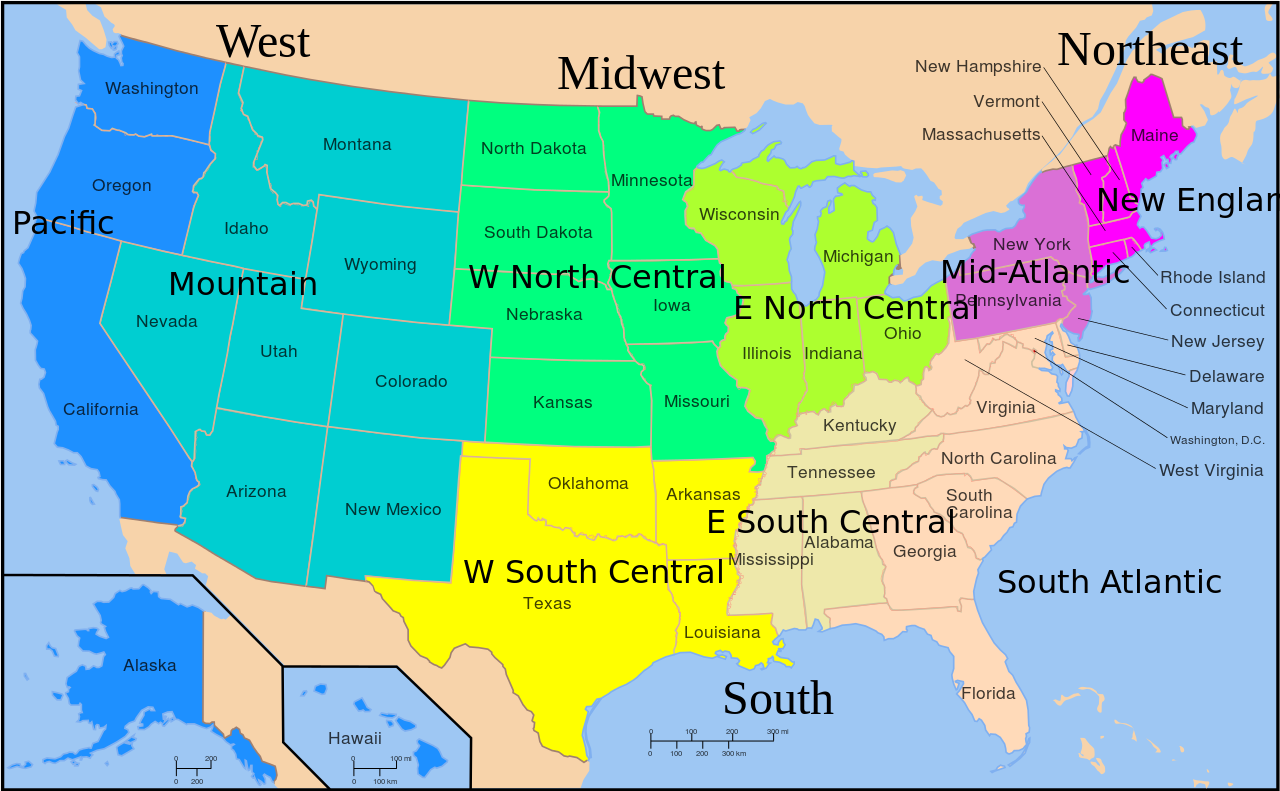 West
Northeast
Midwest
New Hampshire
Washington
Vermont
Massachusetts
Maine
Montana
North Dakota
Minnesota
Oregon
New Englan
Wisconsin
Pacific
Idaho
South Dakota
New York
Wyoming
Michigan
Mid-Atlantic
Mountain
W North Central
Rhode Island
Pennsylvania
Iowa
E North Central
Nebraska
Connecticut
Nevada
Ohio
New Jersey
Utah
Illinois
Indiana
Colorado
Delaware
Kansas
Missouri
California
Virginia
Maryland
Kentucky
Washington, D.C.
North Carolina
West Virginia
Tennessee
Oklahoma
Arizona
Arkansas
South
Carolina
New Mexico
E South Central
Alabama
Georgia
Mississippi
W South Central
South Atlantic
Texas
Louisiana
Alaska
Florida
South
Hawaii
0 100 200 300 mi
0 100 200 300 km
0 200
0 200
0 100 mi
0 100 km